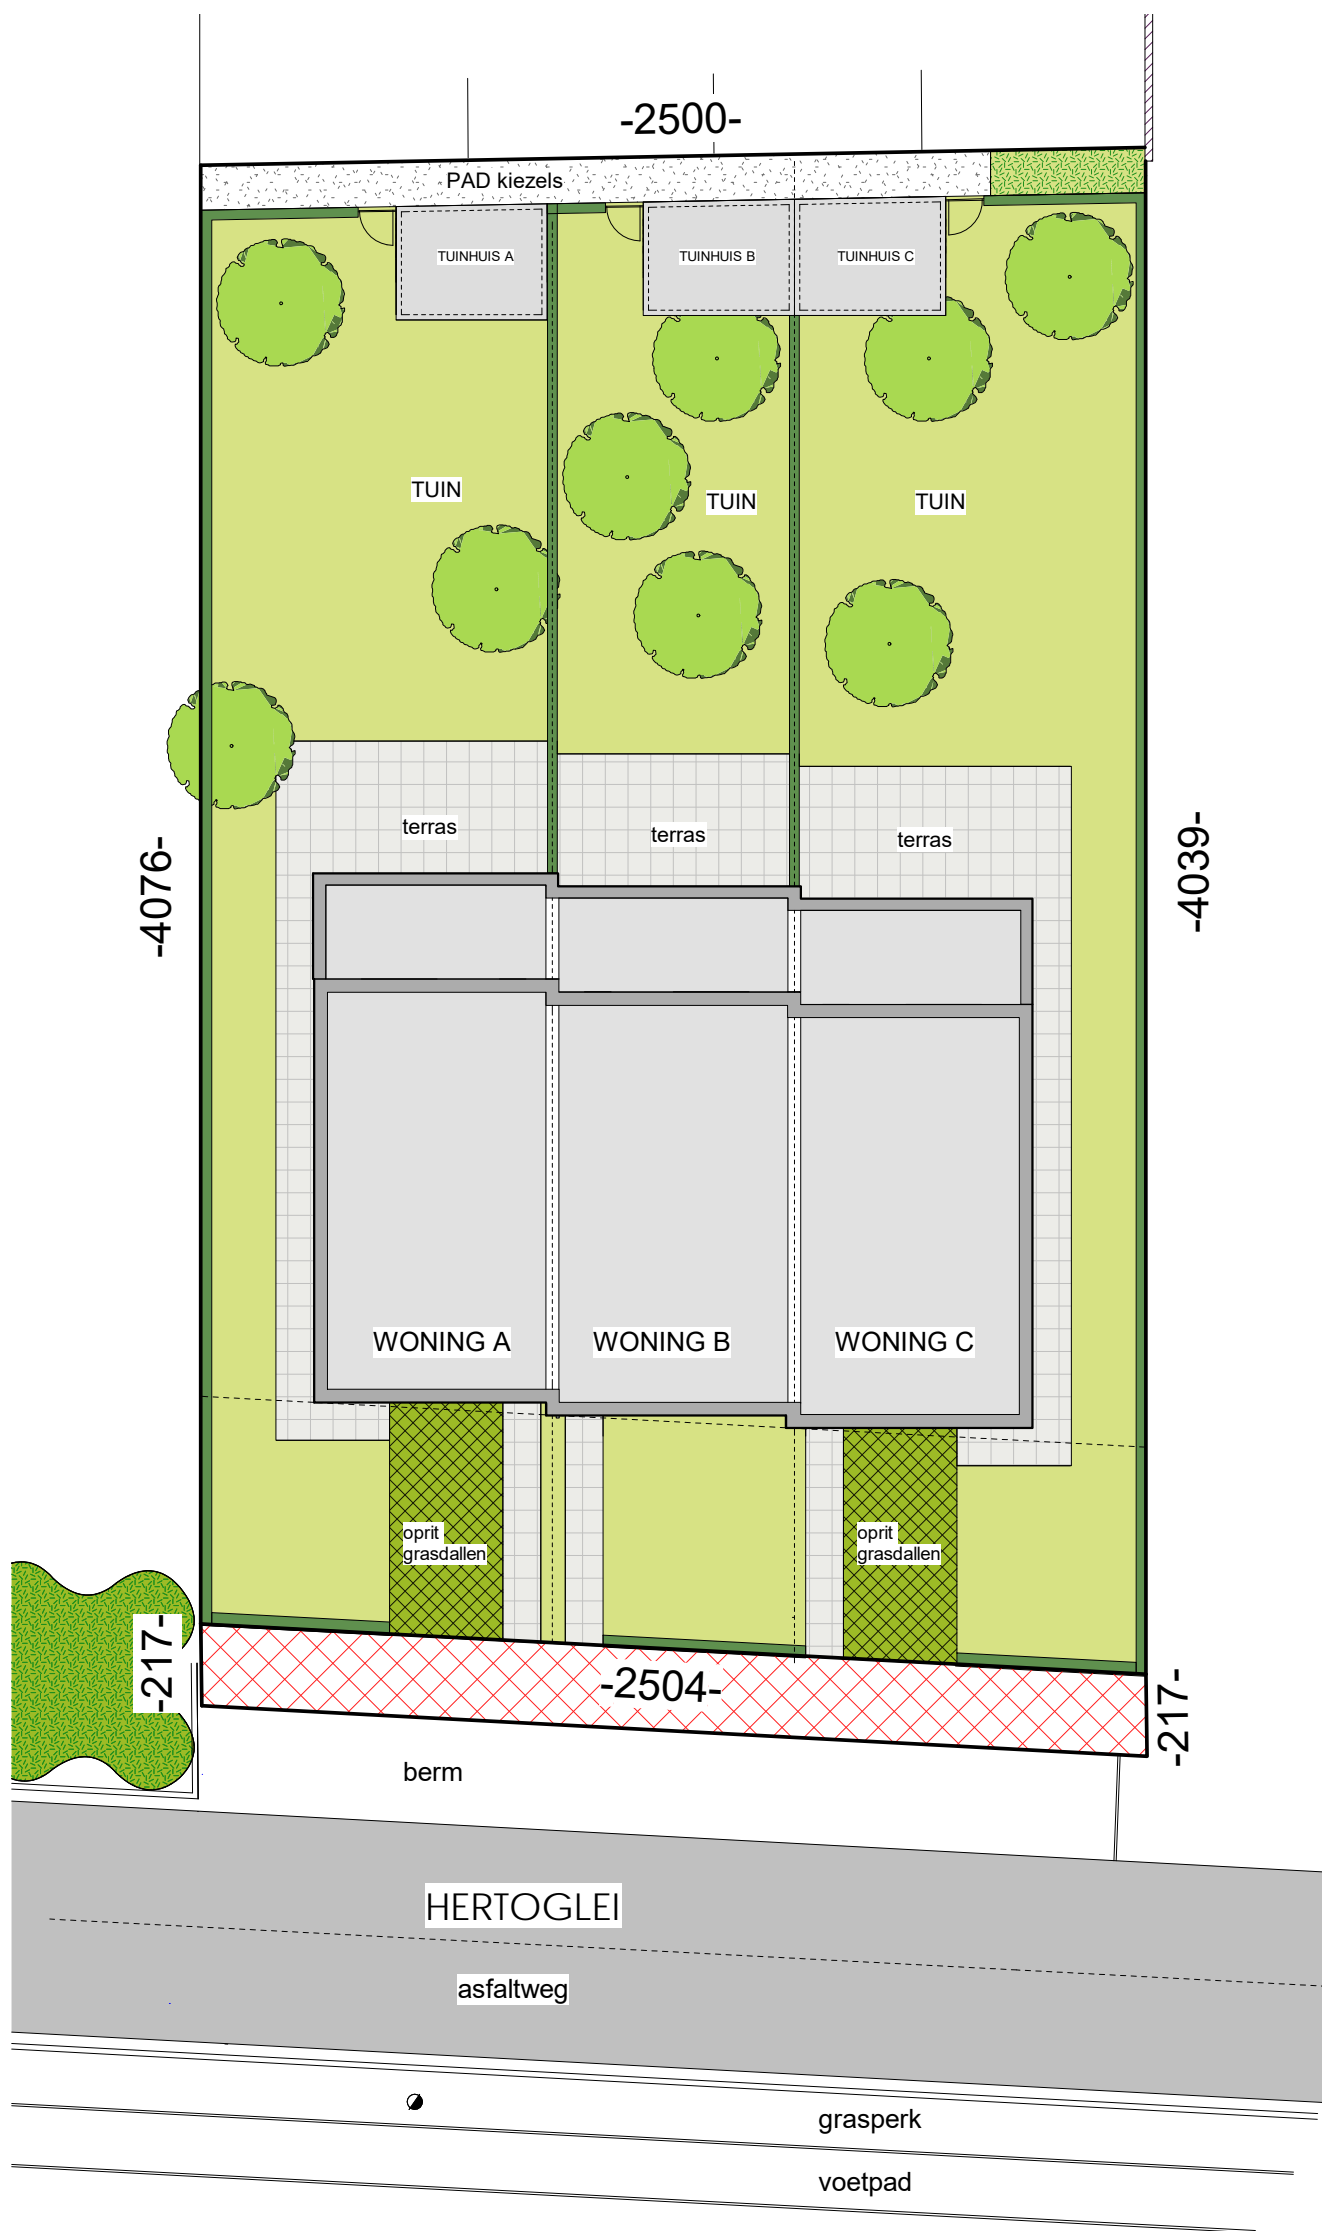 -2500-
PAD kiezels
TUINHUIS A
TUINHUIS B
TUINHUIS C
TUIN
TUIN
TUIN
terras
terras
terras
-4076-
-4039-
WONING A
WONING B
WONING C
oprit
grasdallen
oprit
grasdallen
-217-
-2504-
-217-
berm
HERTOGLEI
asfaltweg
grasperk
voetpad